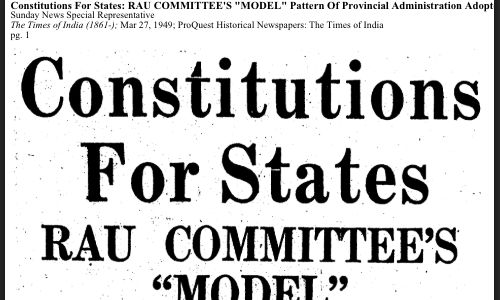 Constitutions For States: RAU COMMITTEE'S "MODEL" Pattern Of Provincial Administration Adopt
Sunday News Special Representative
The Times of India (1861-); Mar 27, 1949; ProQuest Historical Newspapers: The Times of India
pg. 1
Constitutions
For States
RAU COMMITTEE'S
“MODEL”